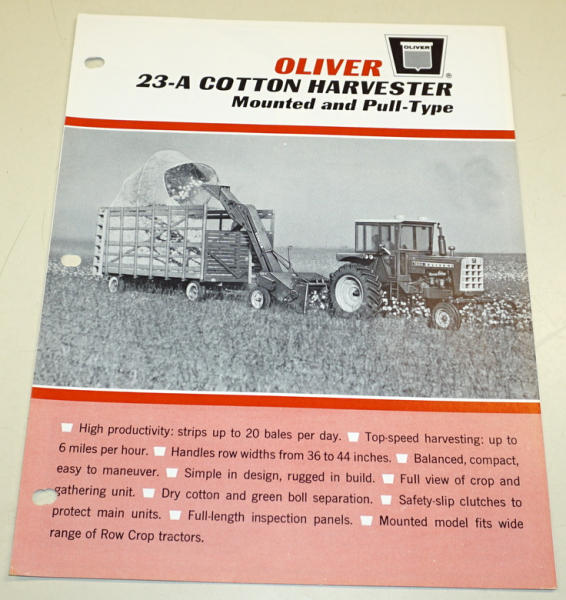 OLIVER
OLIVER
®
23-A COTTON HARVESTER
Mounted and Pull-Type
OLIVER
High productivity: strips up to 20 bales per day. Top-speed harvesting: up to
6 miles per hour. Handles row widths from 36 to 44 inches. Balanced, compact,
easy to maneuver. Simple in design, rugged in build. Full view of crop and
gathering unit. Dry cotton and green boll separation. Safety-slip clutches to
protect main units. Full-length inspection panels. Mounted model fits wide
range of Row Crop tractors.